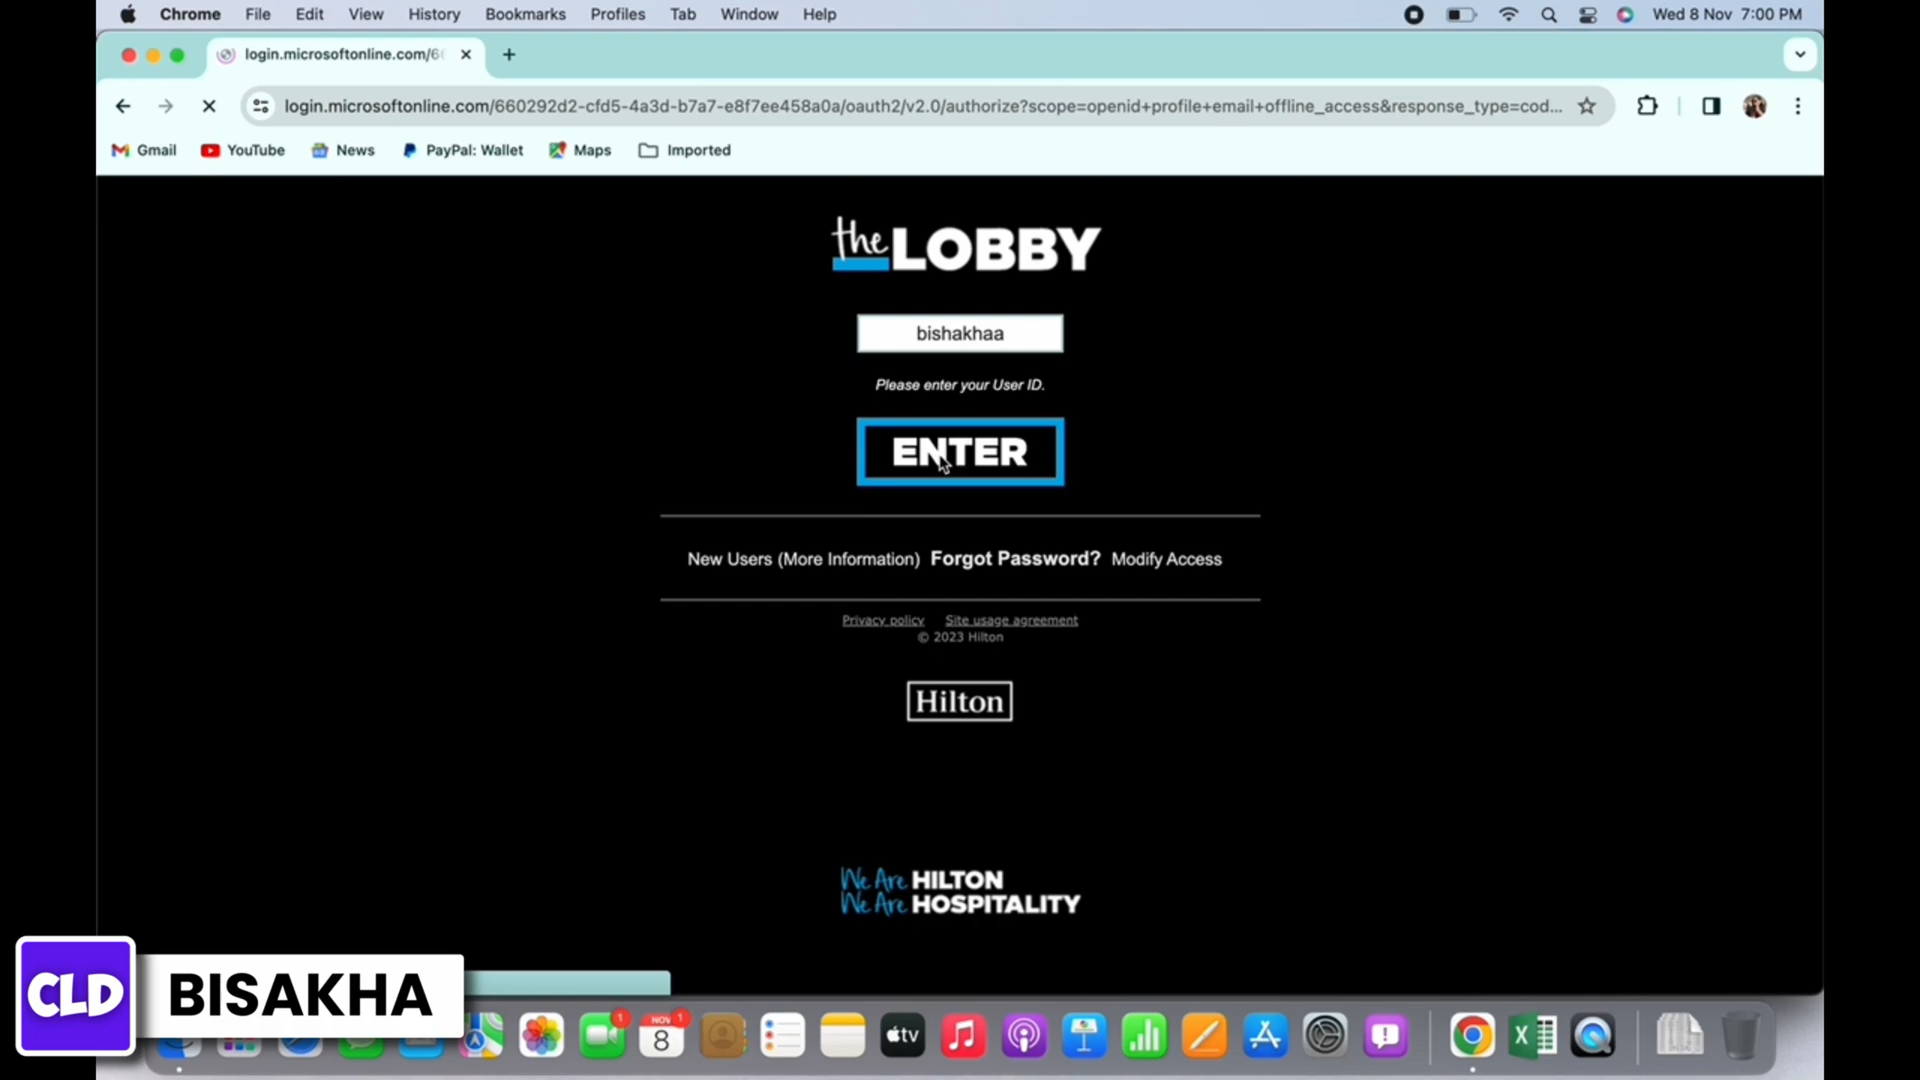 Chrome File Edit View History Bookmarks Profiles Tab Window Help Wed 8 Nov 7:00 PM
login.microsoftonline.com/66
login.microsoftonline.com/660292d2-cfd5-4a3d-b7a7-e8f7ee458a0a/oauth2/v2.0/authorize?scope=openid+profile+email+offline_access&response_type=cod...
Gmail YouTube News PayPal: Wallet Maps Imported
the LOBBY
bishakhaa
Please enter your User ID.
ENTER
New Users (More Information) Forgot Password? Modify Access
Privacy policy Site usage agreement
© 2023 Hilton
Hilton
We Are HILTON
We Are HOSPITALITY
CLD BISAKHA
1 NOV 1
8
tv
X